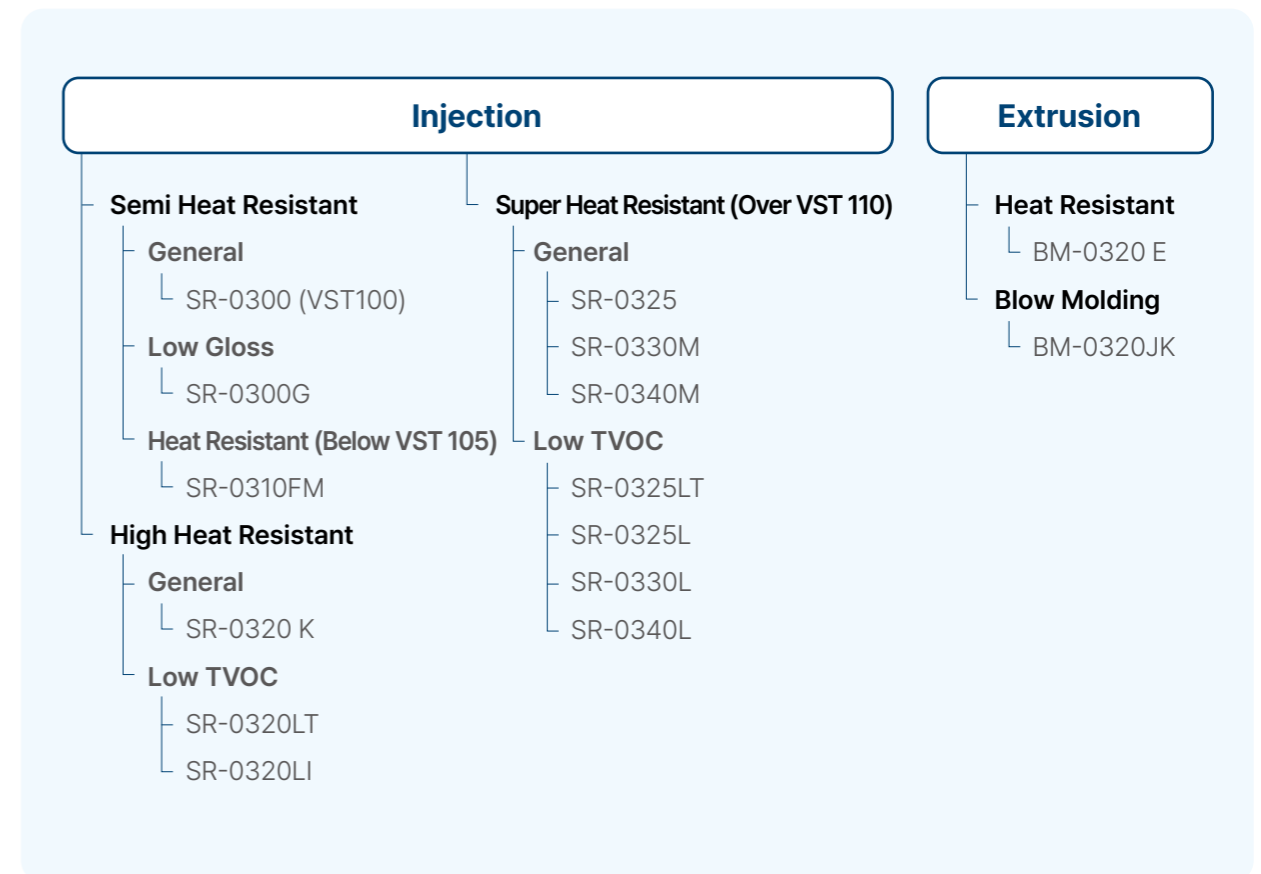 Injection
Semi Heat Resistant
General
SR-0300 (VST100)
Low Gloss
SR-0300G
Heat Resistant (Below VST 105)
SR-0310FM
High Heat Resistant
General
SR-0320 K
Low TVOC
SR-0320LT
SR-0320LI
Super Heat Resistant (Over VST 110)
General
SR-0325
SR-0330M
SR-0340M
Low TVOC
SR-0325LT
SR-0325L
SR-0330L
SR-0340L
Extrusion
Heat Resistant
BM-0320 E
Blow Molding
BM-0320JK